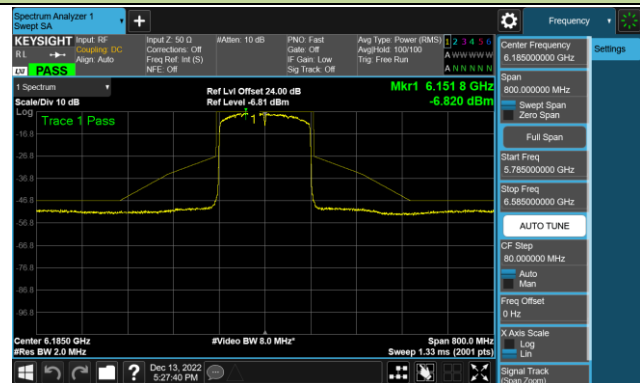 Spectrum Analyzer 1
Swept SA
Frequency
KEYSIGHT
RL
PASS
Input: RF
Coupling: DC
Align: Auto
Input Z: 50 Ω
Corrections: Off
Freq Ref: Int (S)
NFE: Off
#Atten: 10 dB
PNO: Fast
Gate: Off
IF Gain: Low
Sig Track: Off
Avg Type: Power (RMS)
Avg|Hold: 100/100
Trig: Free Run
1 2 3 4 5 6
A W W W W W
A N N N N N
1 Spectrum
Scale/Div 10 dB
Ref Lvl Offset 24.00 dB
Ref Level -6.81 dBm
Mkr1 6.151 8 GHz
-6.820 dBm
Log
Trace 1 Pass
1
-16.8
-26.8
-36.8
-46.8
-56.8
-66.8
-76.8
-86.8
-96.8
Center 6.1850 GHz
#Res BW 2.0 MHz
#Video BW 8.0 MHz*
Span 800.0 MHz
Sweep 1.33 ms (2001 pts)
Dec 13, 2022
5:27:40 PM
Center Frequency
6.185000000 GHz
Span
800.000000 MHz
Swept Span
Zero Span
Full Span
Start Freq
5.785000000 GHz
Stop Freq
6.585000000 GHz
AUTO TUNE
CF Step
80.000000 MHz
Auto
Man
Freq Offset
0 Hz
X Axis Scale
Log
Lin
Signal Track
(Span Zoom)
Settings